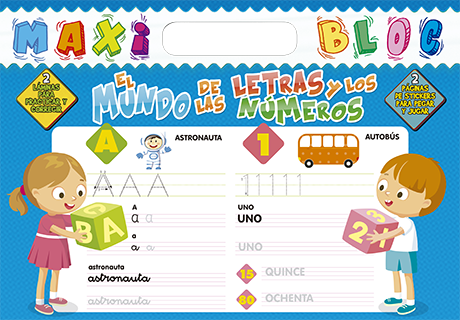 MAXi BLOC
EL MUNDO DE LAS LETRAS Y LOS NÚMEROS
2
LÁMINAS
PARA
PRACTICAR Y
CORREGIR
2
PÁGINAS
DE STICKERS
PARA PEGAR
Y JUGAR
A
ASTRONAUTA
1
AUTOBÚS
A A A
1 1 1 1 1
A
a a
a
a a
UNO
UNO
UNO
astronauta
astronauta
astronauta
15 QUINCE
80 OCHENTA
C
B A
2 1